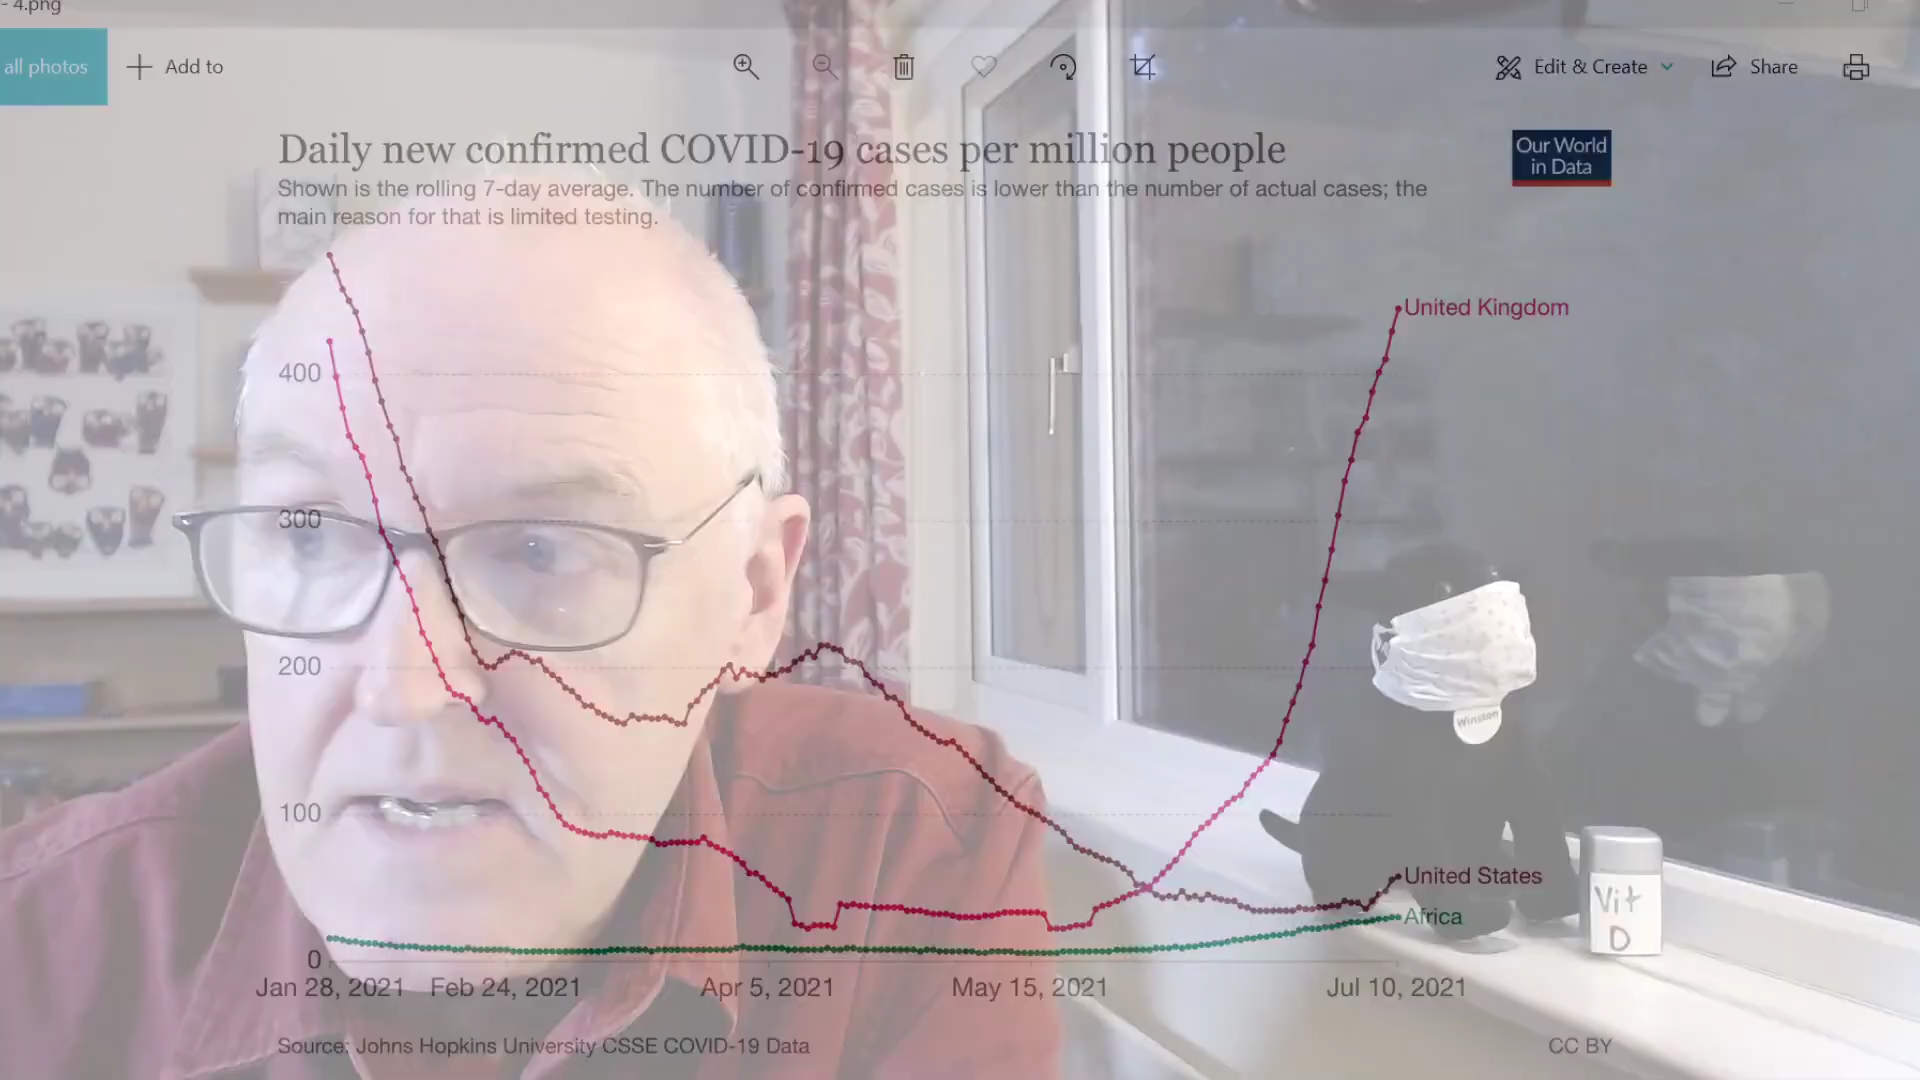 - 4.png
all photos
Add to
Edit & Create
Share
Daily new confirmed COVID-19 cases per million people
Our World
in Data
Shown is the rolling 7-day average. The number of confirmed cases is lower than the number of actual cases; the
main reason for that is limited testing.
United Kingdom
400
300
200
Winston
100
United States
Vit
D
Africa
0
Jan 28, 2021
Feb 24, 2021
Apr 5, 2021
May 15, 2021
Jul 10, 2021
Source: Johns Hopkins University CSSE COVID-19 Data
CC BY